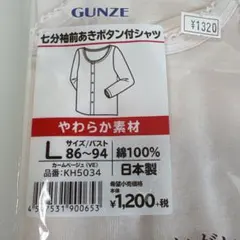 GUNZE
¥1320
七分袖前あきボタン付シャツ
やわらか素材
L サイズ/バスト 86～94 綿100%
カームベージュ(VE) 日本製
品番:KH5034 希望小売価格
本体 ¥1,200+税